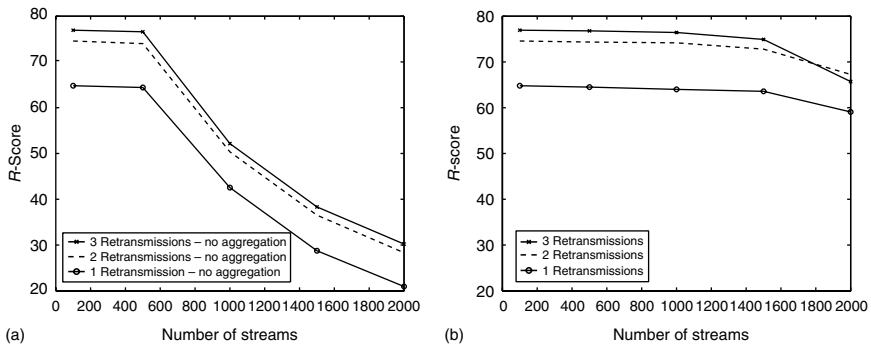 80
70
60
50
40
30
20
R-Score
3 Retransmissions – no aggregation
2 Retransmissions – no aggregation
1 Retransmission – no aggregation
0 200 400 600 800 1000 1200 1400 1600 1800 2000
(a) Number of streams
80
70
60
50
40
30
20
R-score
3 Retransmissions
2 Retransmissions
1 Retransmissions
0 200 400 600 800 1000 1200 1400 1600 1800 2000
(b) Number of streams